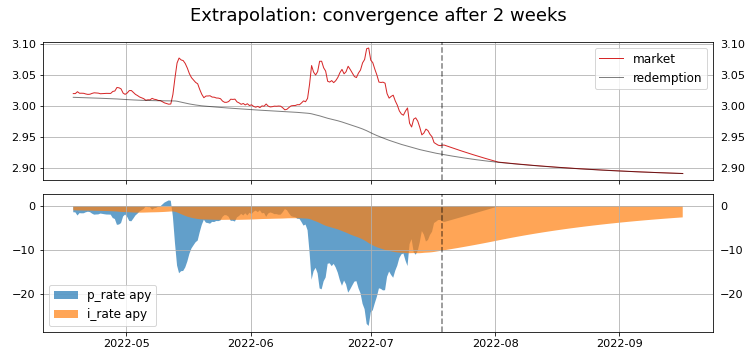 Extrapolation: convergence after 2 weeks
3.10 3.10
3.05 3.05
3.00 3.00
2.95 2.95
2.90 2.90
market
redemption
0 0
−10 −10
−20 −20
p_rate apy
i_rate apy
2022-05 2022-06 2022-07 2022-08 2022-09